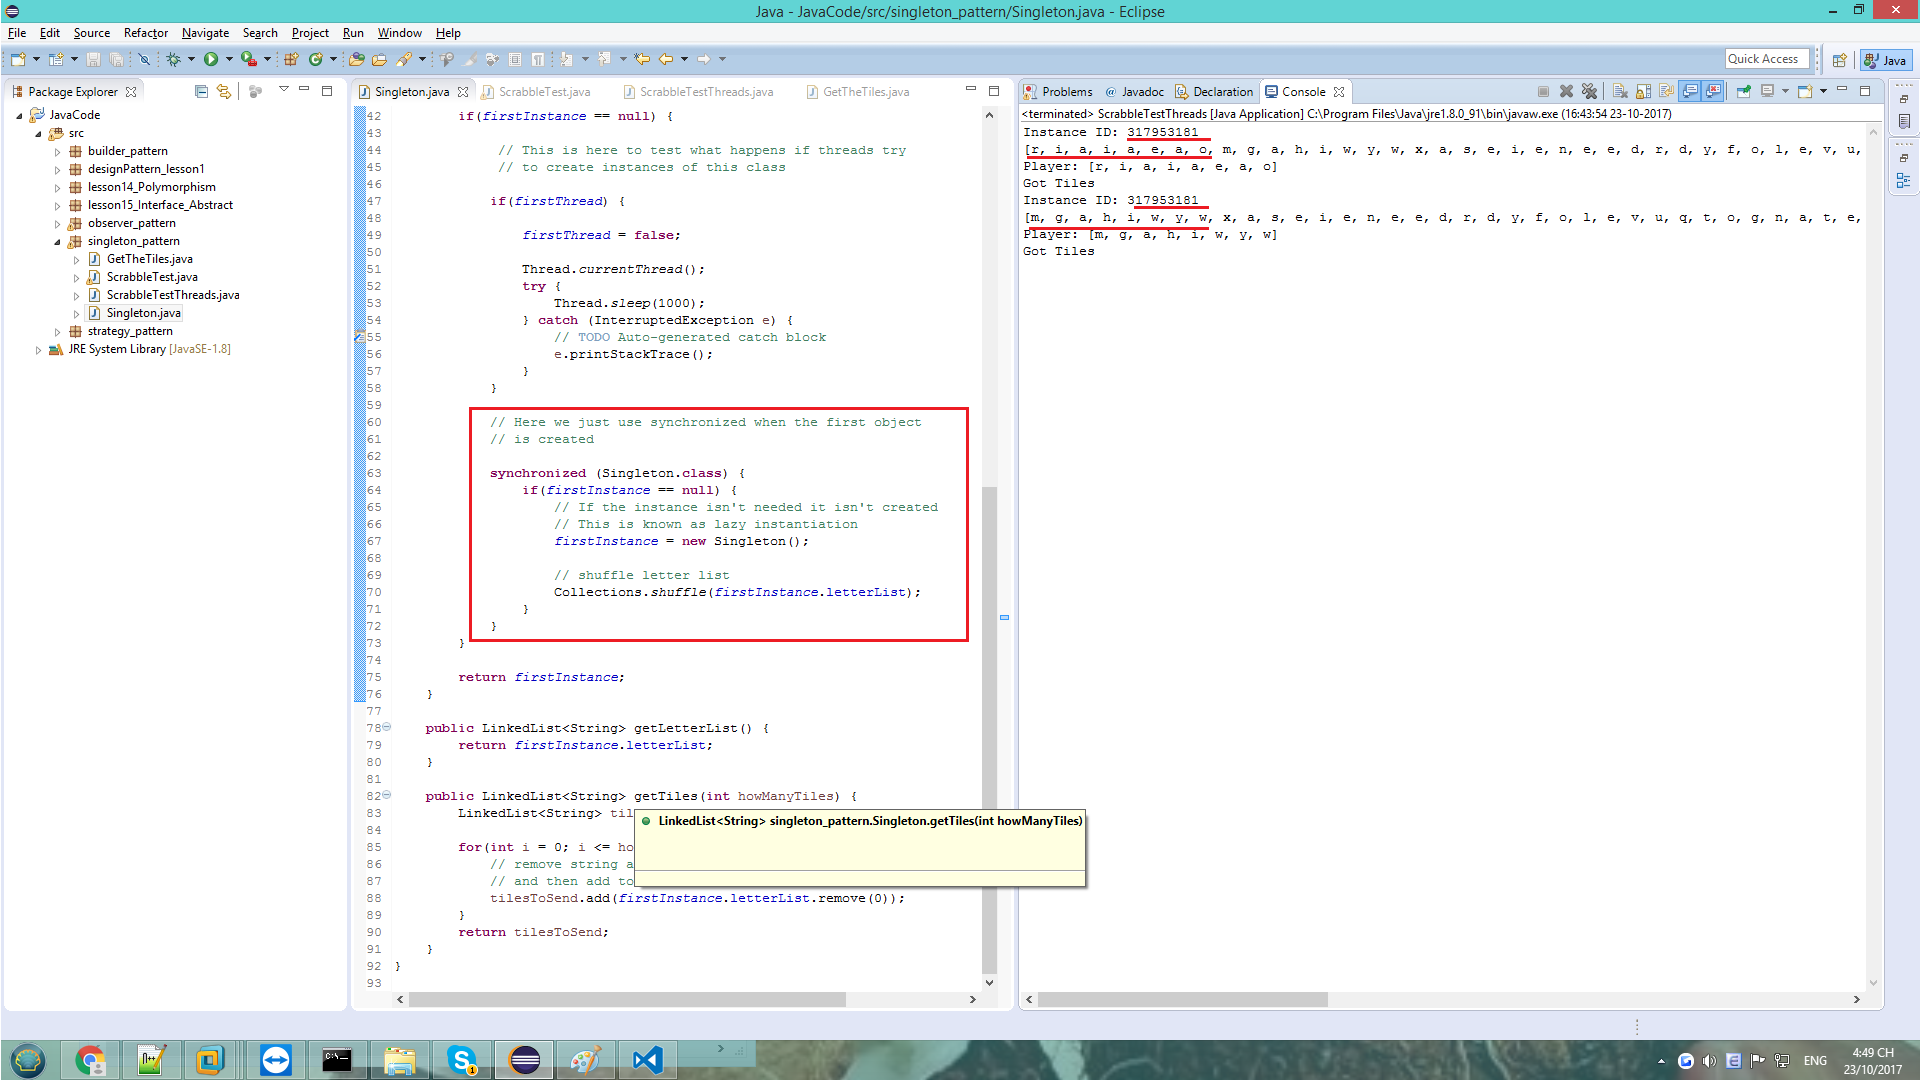 Java - JavaCode/src/singleton_pattern/Singleton.java - Eclipse
File Edit Source Refactor Navigate Search Project Run Window Help
Quick Access
Java
Package Explorer
JavaCode
src
builder_pattern
designPattern_lesson1
lesson14_Polymorphism
lesson15_Interface_Abstract
observer_pattern
singleton_pattern
GetTheTiles.java
ScrabbleTest.java
ScrabbleTestThreads.java
Singleton.java
strategy_pattern
JRE System Library [JavaSE-1.8]
Singleton.java ScrabbleTest.java ScrabbleTestThreads.java GetTheTiles.java
42 if(firstInstance == null) {
43
44 // This is here to test what happens if threads try
45 // to create instances of this class
46
47 if(firstThread) {
48
49 firstThread = false;
50
51 Thread.currentThread();
52 try {
53 Thread.sleep(1000);
54 } catch (InterruptedException e) {
55 // TODO Auto-generated catch block
56 e.printStackTrace();
57 }
58 }
59
60 // Here we just use synchronized when the first object
61 // is created
62
63 synchronized (Singleton.class) {
64 if(firstInstance == null) {
65 // If the instance isn't needed it isn't created
66 // This is known as lazy instantiation
67 firstInstance = new Singleton();
68
69 // shuffle letter list
70 Collections.shuffle(firstInstance.letterList);
71 }
72 }
73 }
74
75 return firstInstance;
76 }
77
78 public LinkedList<String> getLetterList() {
79 return firstInstance.letterList;
80 }
81
82 public LinkedList<String> getTiles(int howManyTiles) {
83 LinkedList<String> til
84
85 for(int i = 0; i <= ho
86 // remove string a
87 // and then add to
88 tilesToSend.add(firstInstance.letterList.remove(0));
89 }
90 return tilesToSend;
91 }
92 }
93
LinkedList<String> singleton_pattern.Singleton.getTiles(int howManyTiles)
Problems @ Javadoc Declaration Console
<terminated> ScrabbleTestThreads [Java Application] C:\Program Files\Java\jre1.8.0_91\bin\javaw.exe (16:43:54 23-10-2017)
Instance ID: 317953181
[r, i, a, i, a, e, a, o, m, g, a, h, i, w, y, w, x, a, s, e, i, e, n, e, e, d, r, d, y, f, o, l, e, v, u,
Player: [r, i, a, i, a, e, a, o]
Got Tiles
Instance ID: 317953181
[m, g, a, h, i, w, y, w, x, a, s, e, i, e, n, e, e, d, r, d, y, f, o, l, e, v, u, q, t, o, g, n, a, t, e,
Player: [m, g, a, h, i, w, y, w]
Got Tiles
ENG
4:49 CH
23/10/2017